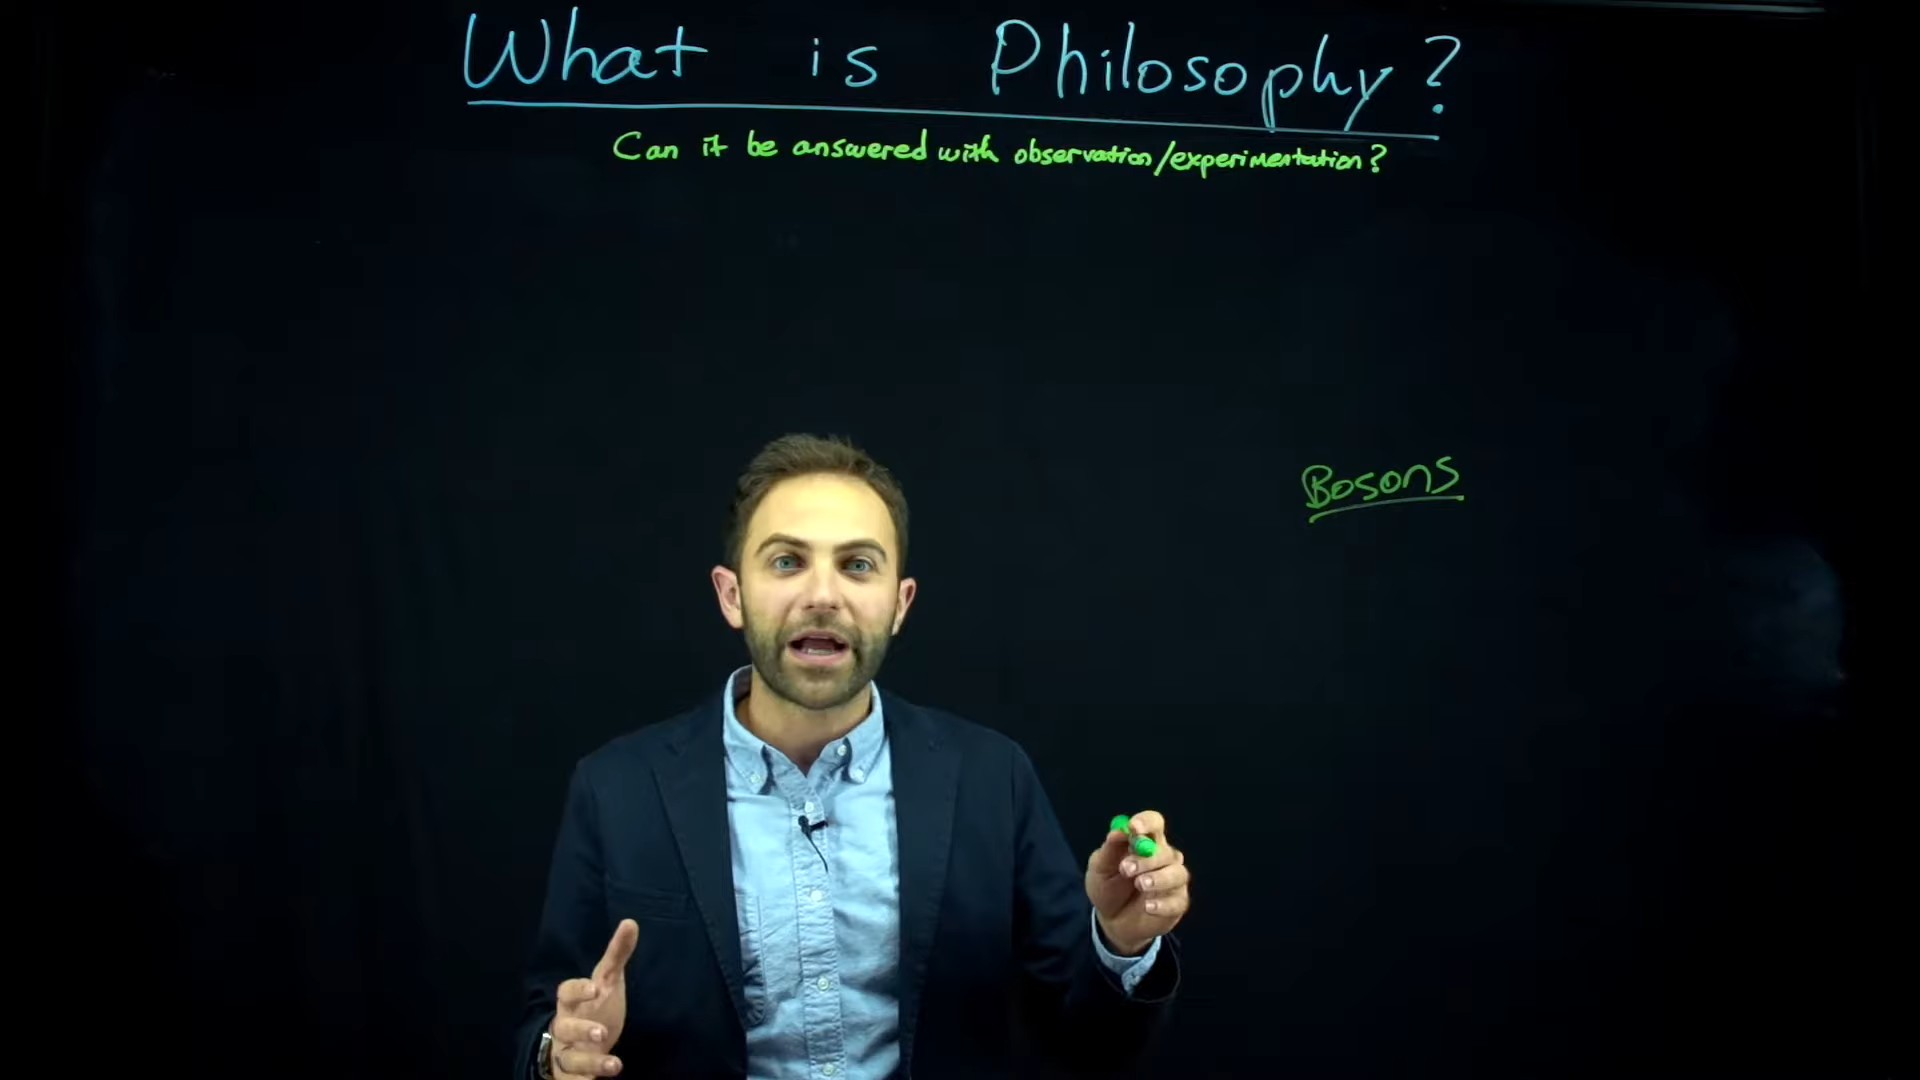 What is Philosophy?
Can it be answered with observation/experimentation?
Bosons